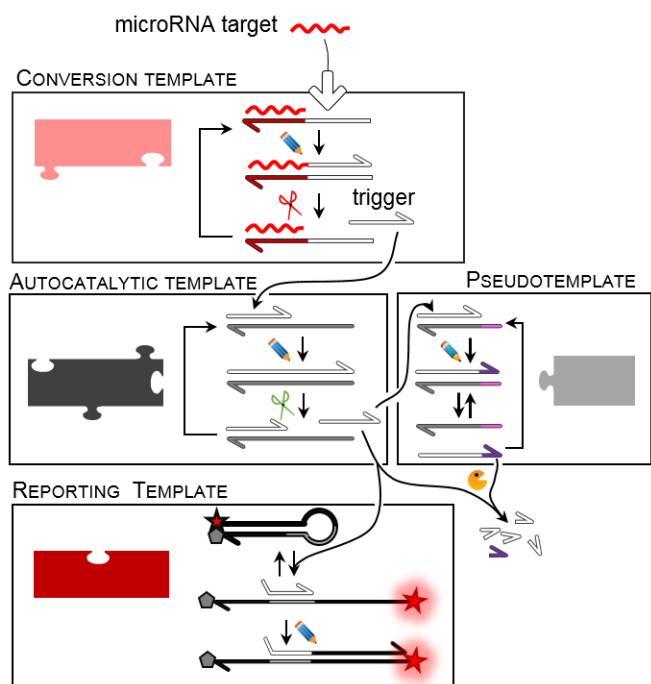 microRNA target
CONVERSION TEMPLATE
trigger
AUTOCATALYTIC TEMPLATE
PSEUDOTEMPLATE
REPORTING TEMPLATE